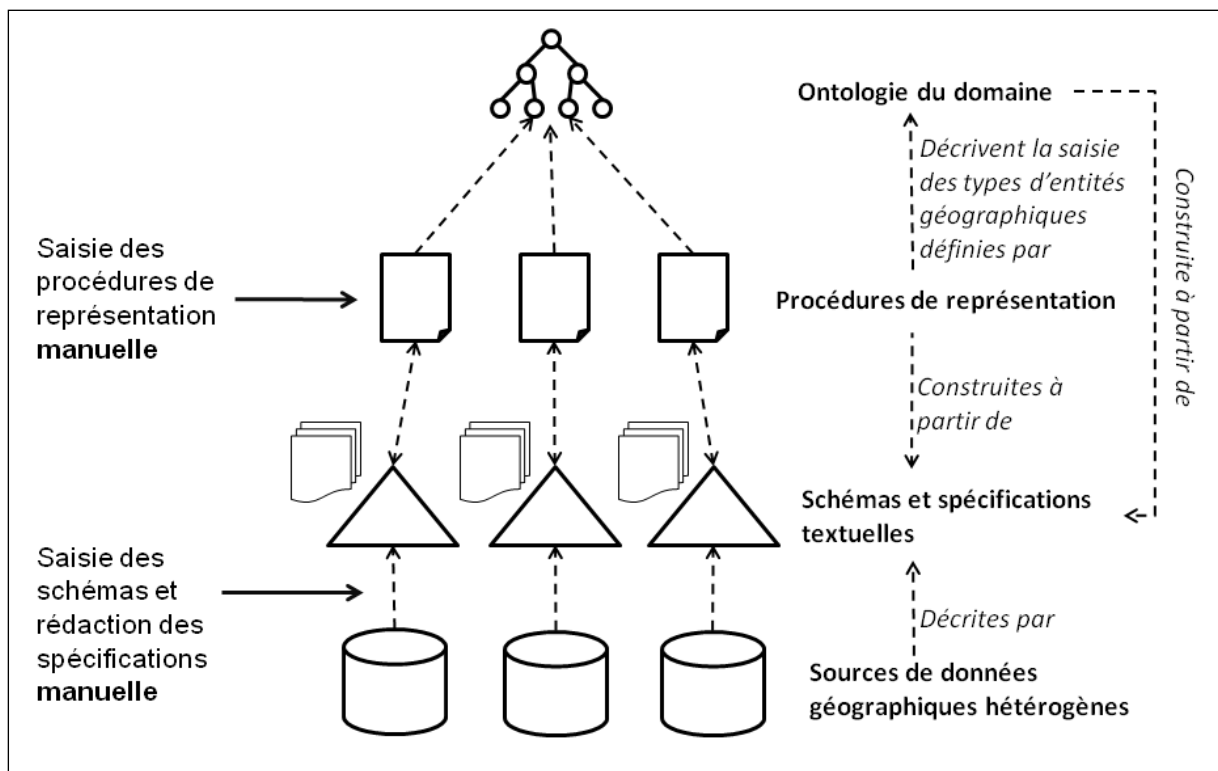 Ontologie du domaine
Décrivent la saisie
des types d'entités
géographiques
définies par
Construite à partir de
Saisie des
procédures de
représentation
manuelle
Procédures de représentation
Construites à
partir de
Schémas et spécifications
textuelles
Saisie des
schémas et
rédaction des
spécifications
manuelle
Décrites par
Sources de données
géographiques hétérogènes